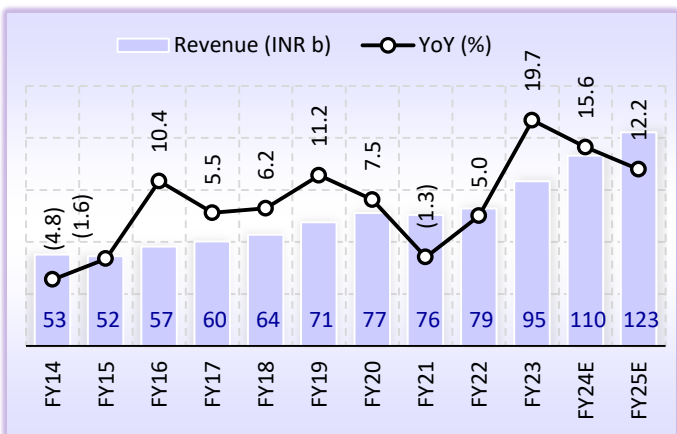 Revenue (INR b) YoY (%)
(4.8) (1.6) 10.4 5.5 6.2 11.2 7.5 (1.3) 5.0 19.7 15.6 12.2
53 52 57 60 64 71 77 76 79 95 110 123
FY14 FY15 FY16 FY17 FY18 FY19 FY20 FY21 FY22 FY23 FY24E FY25E